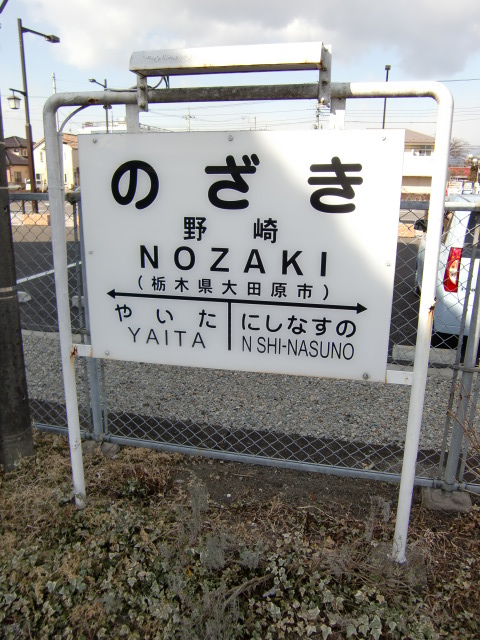 のざき
野崎
NOZAKI
(栃木県大田原市)
やいた にしなすの
YAITA N SHI-NASUNO